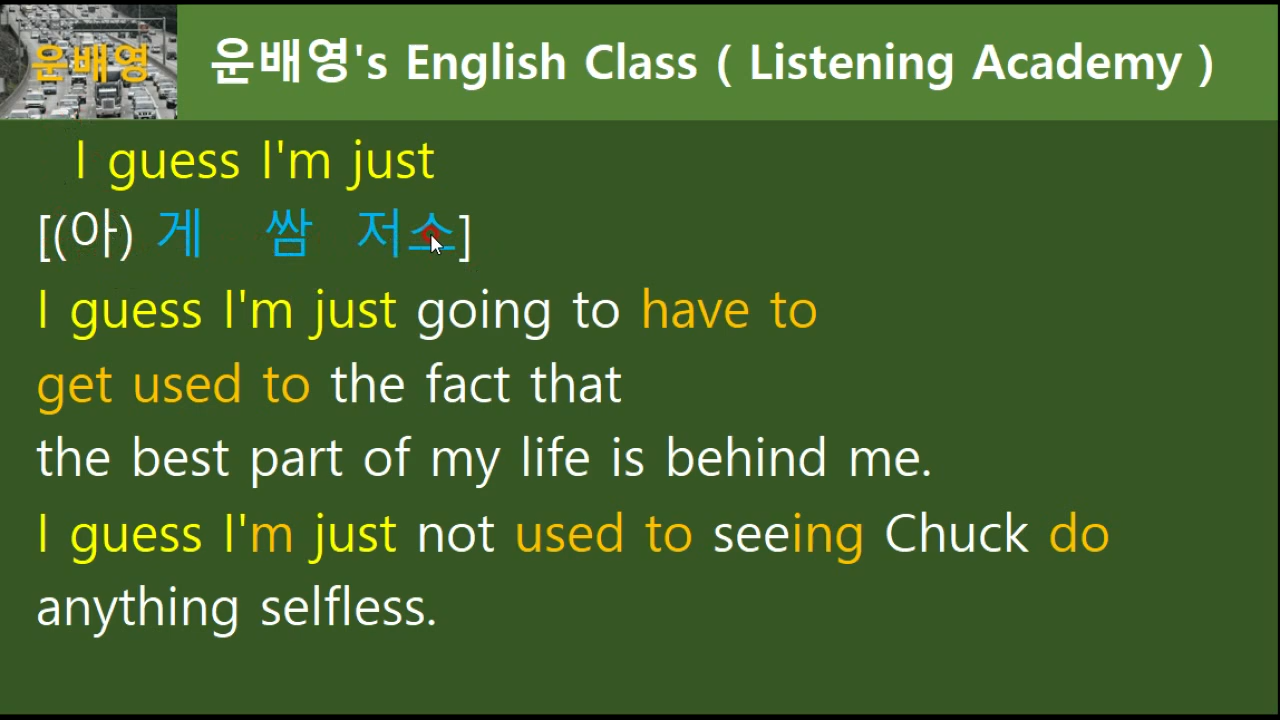 운배영
운배영's English Class ( Listening Academy )
I guess I'm just
[(아) 게 쌈 저스]
I guess I'm just going to have to
get used to the fact that
the best part of my life is behind me.
I guess I'm just not used to seeing Chuck do
anything selfless.